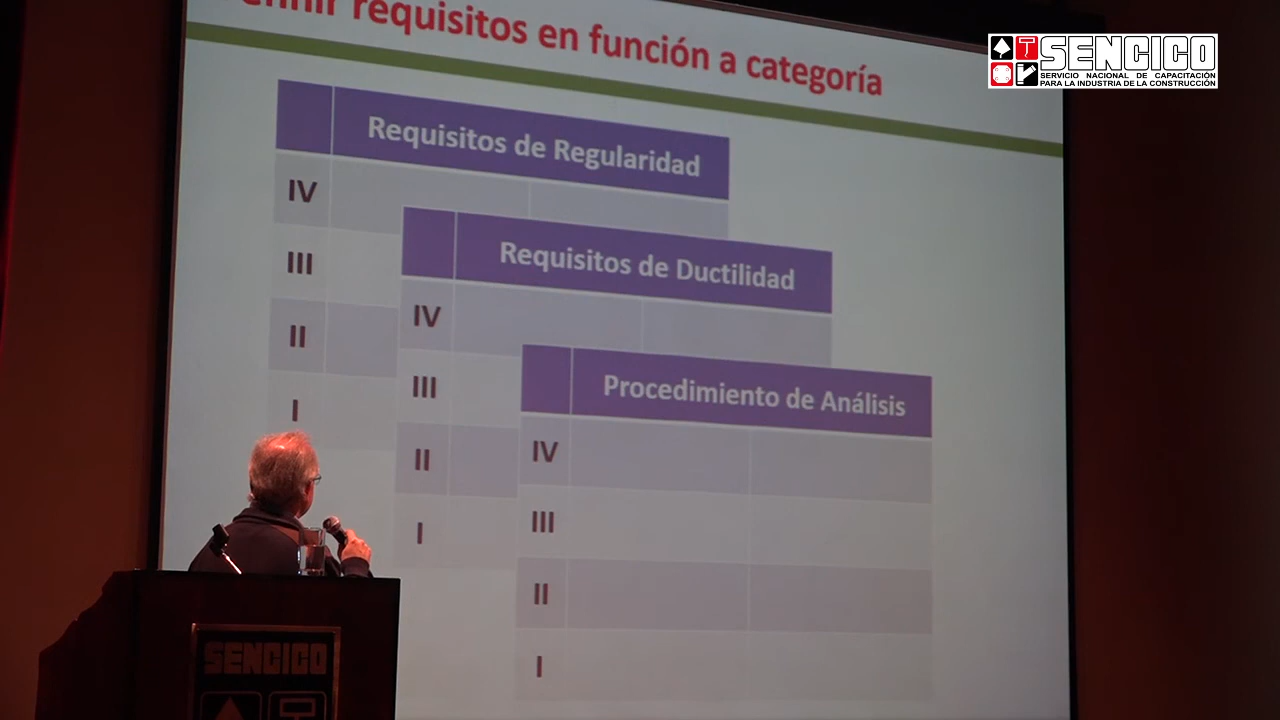 requisitos en función a categoría
SENCICO
SERVICIO NACIONAL DE CAPACITACIÓN
PARA LA INDUSTRIA DE LA CONSTRUCCIÓN
Requisitos de Regularidad
IV
III
II
I
Requisitos de Ductilidad
IV
III
II
I
Procedimiento de Análisis
IV
III
II
I
SENCICO